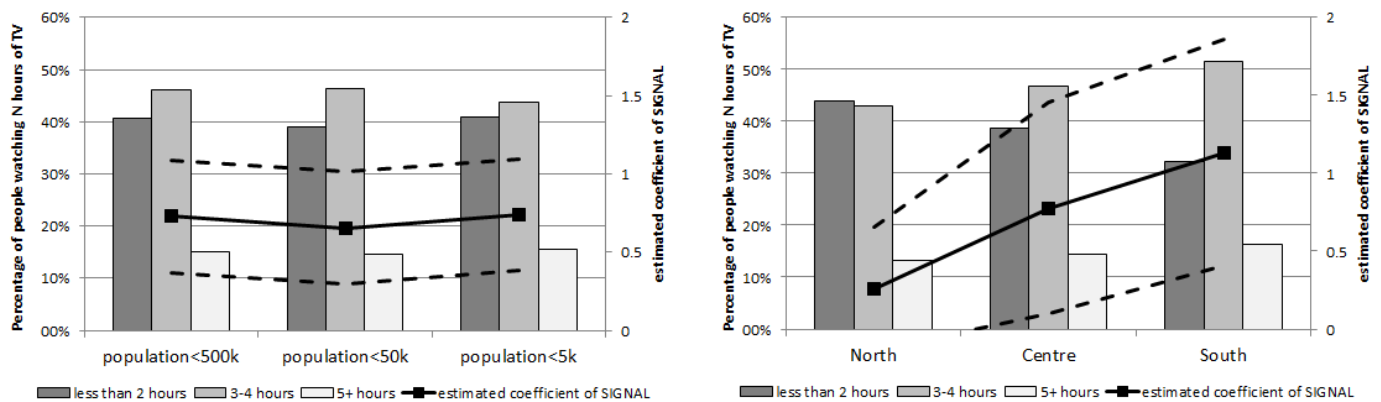 Percentage of people watching N hours of TV
60%
50%
40%
30%
20%
10%
00%
2
1.5
1
0.5
0
estimated coefficient of SIGNAL
population<500k
population<50k
population<5k
less than 2 hours
3-4 hours
5+ hours
estimated coefficient of SIGNAL
Percentage of people watching N hours of TV
60%
50%
40%
30%
20%
10%
00%
2
1.5
1
0.5
0
estimated coefficient of SIGNAL
North
Centre
South
less than 2 hours
3-4 hours
5+ hours
estimated coefficient of SIGNAL